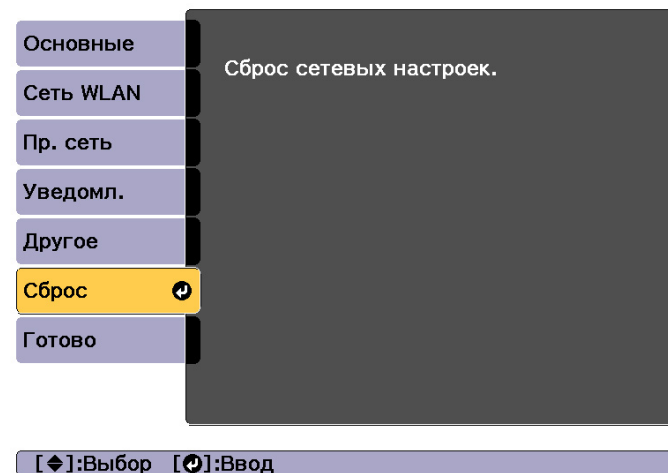 Основные
Сеть WLAN
Пр. сеть
Уведомл.
Другое
Сброс
Готово
Сброс сетевых настроек.
[◆]:Выбор [↵]:Ввод